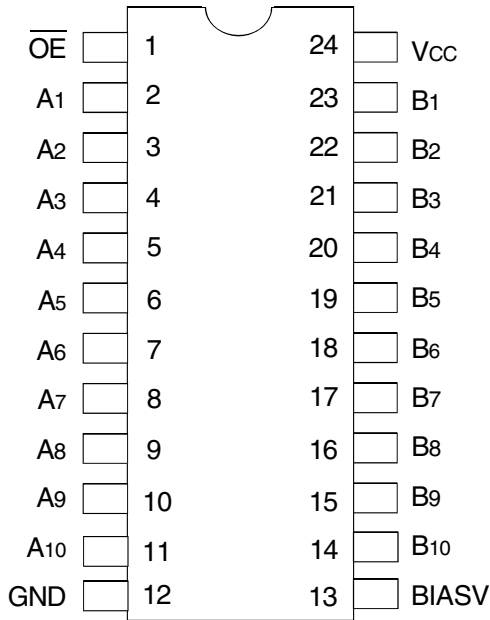 O̅E̅ 1 24 VCC
A1 2 23 B1
A2 3 22 B2
A3 4 21 B3
A4 5 20 B4
A5 6 19 B5
A6 7 18 B6
A7 8 17 B7
A8 9 16 B8
A9 10 15 B9
A10 11 14 B10
GND 12 13 BIASV